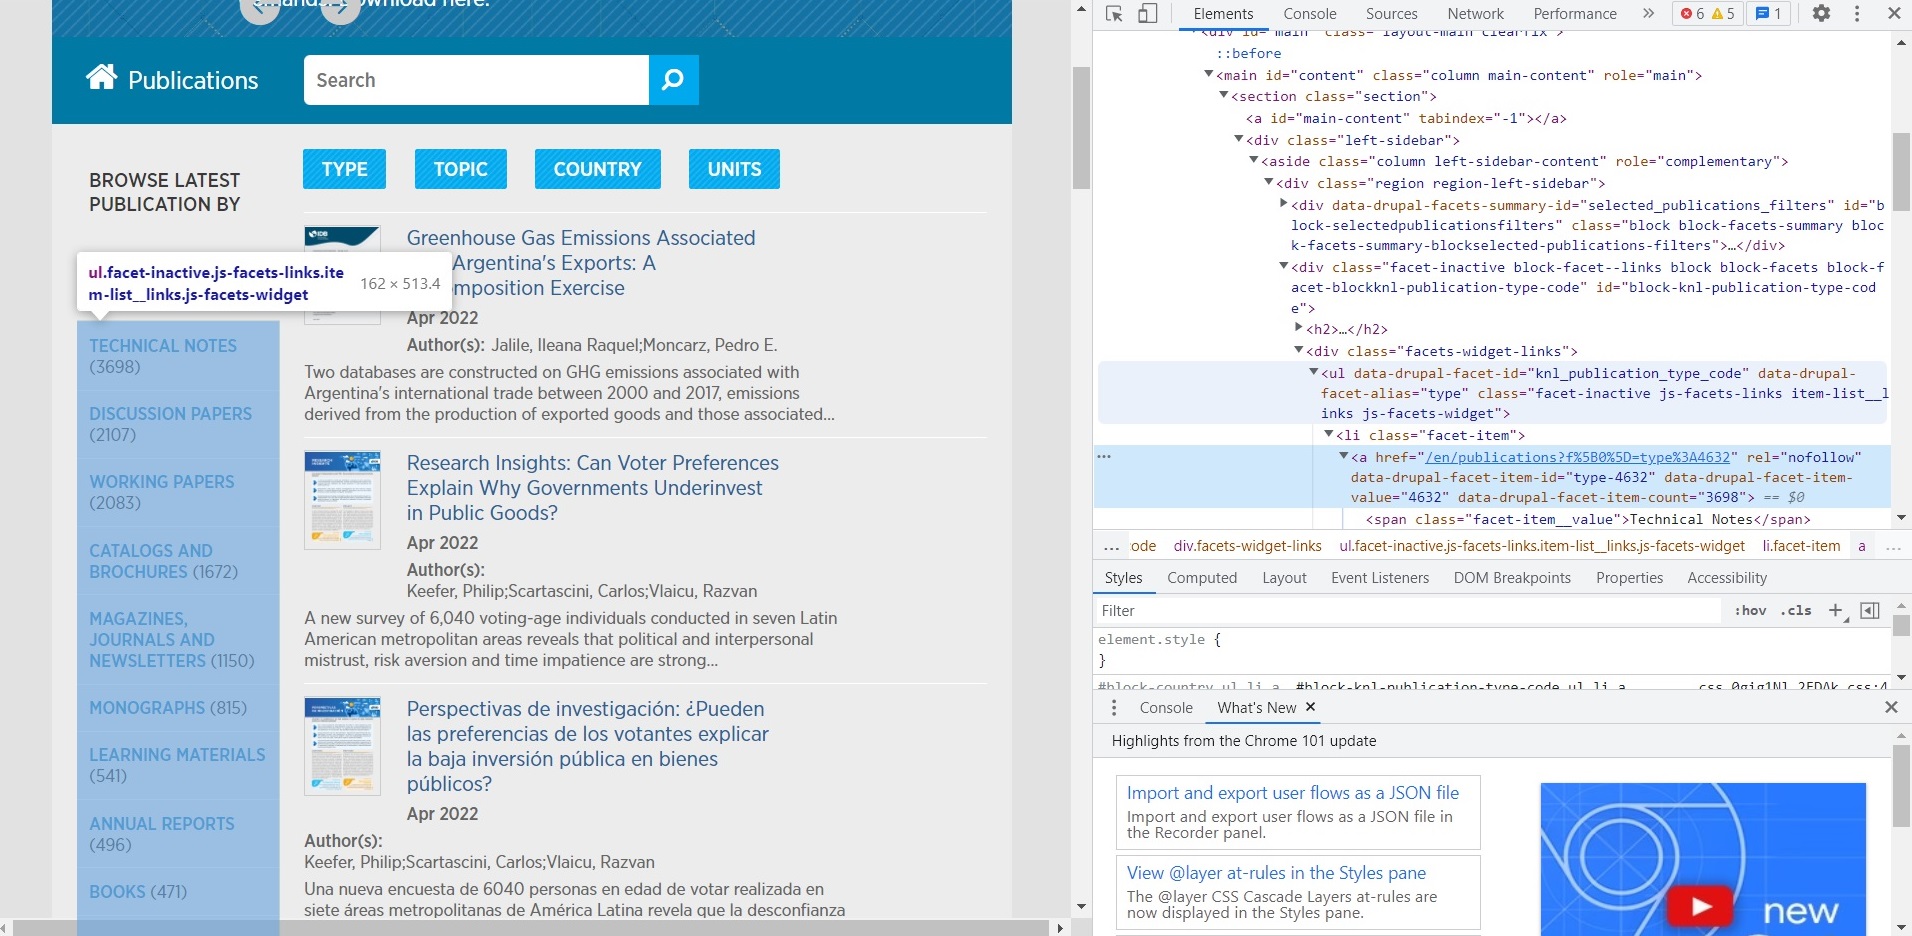 Download here.
Publications
Search
BROWSE LATEST
PUBLICATION BY
TYPE
TOPIC
COUNTRY
UNITS
ul.facet-inactive.js-facets-links.ite
m-list__links.js-facets-widget
162 × 513.4
TECHNICAL NOTES
(3698)
DISCUSSION PAPERS
(2107)
WORKING PAPERS
(2083)
CATALOGS AND
BROCHURES (1672)
MAGAZINES,
JOURNALS AND
NEWSLETTERS (1150)
MONOGRAPHS (815)
LEARNING MATERIALS
(541)
ANNUAL REPORTS
(496)
BOOKS (471)
IDB
Greenhouse Gas Emissions Associated
Argentina's Exports: A
mposition Exercise
Apr 2022
Author(s): Jalile, Ileana Raquel;Moncarz, Pedro E.
Two databases are constructed on GHG emissions associated with
Argentina's international trade between 2000 and 2017, emissions
derived from the production of exported goods and those associated...
Research Insights: Can Voter Preferences
Explain Why Governments Underinvest
in Public Goods?
Apr 2022
Author(s):
Keefer, Philip;Scartascini, Carlos;Vlaicu, Razvan
A new survey of 6,040 voting-age individuals conducted in seven Latin
American metropolitan areas reveals that political and interpersonal
mistrust, risk aversion and time impatience are strong...
Perspectivas de investigación: ¿Pueden
las preferencias de los votantes explicar
la baja inversión pública en bienes
públicos?
Apr 2022
Author(s):
Keefer, Philip;Scartascini, Carlos;Vlaicu, Razvan
Una nueva encuesta de 6040 personas en edad de votar realizada en
siete áreas metropolitanas de América Latina revela que la desconfianza
Elements
Console
Sources
Network
Performance
»
6
5
1
<div id="main" class="layout-main clearfix">
::before
<main id="content" class="column main-content" role="main">
<section class="section">
<a id="main-content" tabindex="-1"></a>
<div class="left-sidebar">
<aside class="column left-sidebar-content" role="complementary">
<div class="region region-left-sidebar">
<div data-drupal-facets-summary-id="selected_publications_filters" id="b
lock-selectedpublicationsfilters" class="block block-facets-summary bloc
k-facets-summary-blockselected-publications-filters">…</div>
<div class="facet-inactive block-facet--links block block-facets block-f
acet-blockknl-publication-type-code" id="block-knl-publication-type-cod
e">
<h2>…</h2>
<div class="facets-widget-links">
<ul data-drupal-facet-id="knl_publication_type_code" data-drupal-
facet-alias="type" class="facet-inactive js-facets-links item-list__l
inks js-facets-widget">
<li class="facet-item">
<a href="/en/publications?f%5B0%5D=type%3A4632" rel="nofollow"
data-drupal-facet-item-id="type-4632" data-drupal-facet-item-
value="4632" data-drupal-facet-item-count="3698"> == $0
<span class="facet-item__value">Technical Notes</span>
... ode div.facets-widget-links ul.facet-inactive.js-facets-links.item-list__links.js-facets-widget li.facet-item a ...
Styles
Computed
Layout
Event Listeners
DOM Breakpoints
Properties
Accessibility
Filter
:hov .cls +
element.style {
}
#block-country ul li a, #block-knl-publication-type-code ul li a,
Console
What's New
Highlights from the Chrome 101 update
Import and export user flows as a JSON file
Import and export user flows as a JSON file in
the Recorder panel.
View @layer at-rules in the Styles pane
The @layer CSS Cascade Layers at-rules are
now displayed in the Styles pane.
new